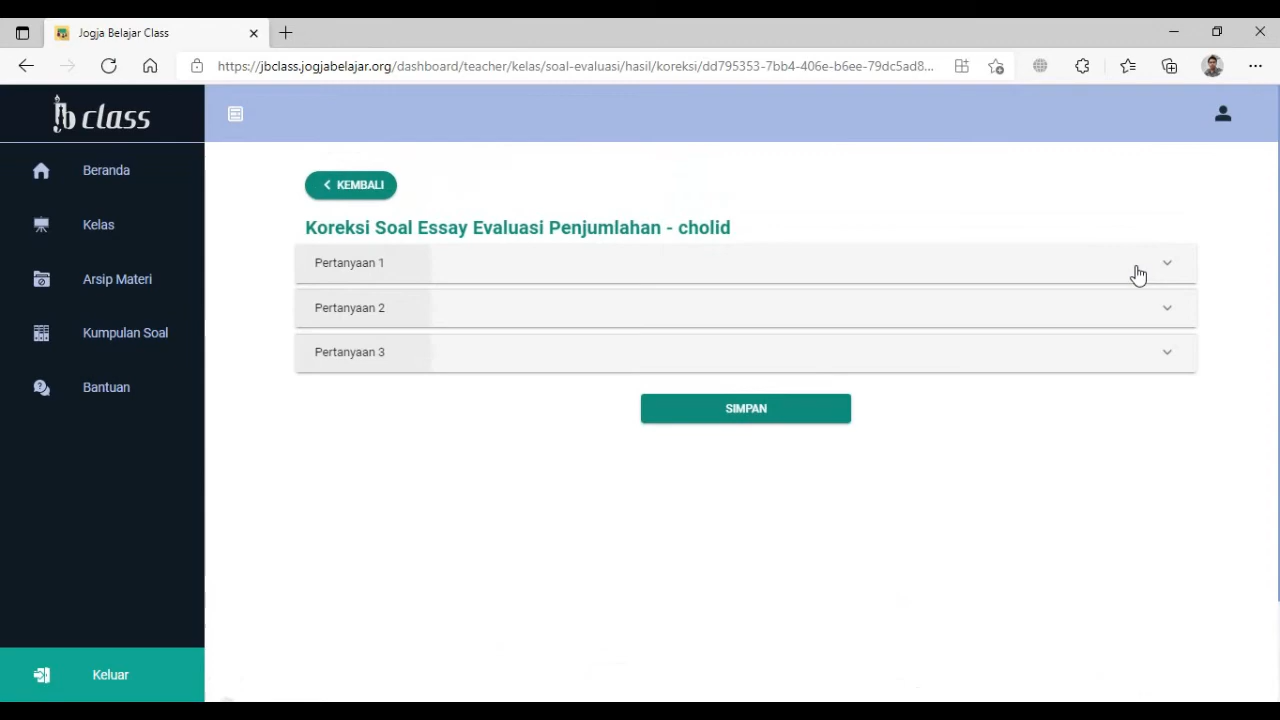 Jogja Belajar Class
https://jbclass.jogjabelajar.org/dashboard/teacher/kelas/soal-evaluasi/hasil/koreksi/dd795353-7bb4-406e-b6ee-79dc5ad8...
jb class
Beranda
Kelas
Arsip Materi
Kumpulan Soal
Bantuan
Keluar
KEMBALI
Koreksi Soal Essay Evaluasi Penjumlahan - cholid
Pertanyaan 1
Pertanyaan 2
Pertanyaan 3
SIMPAN